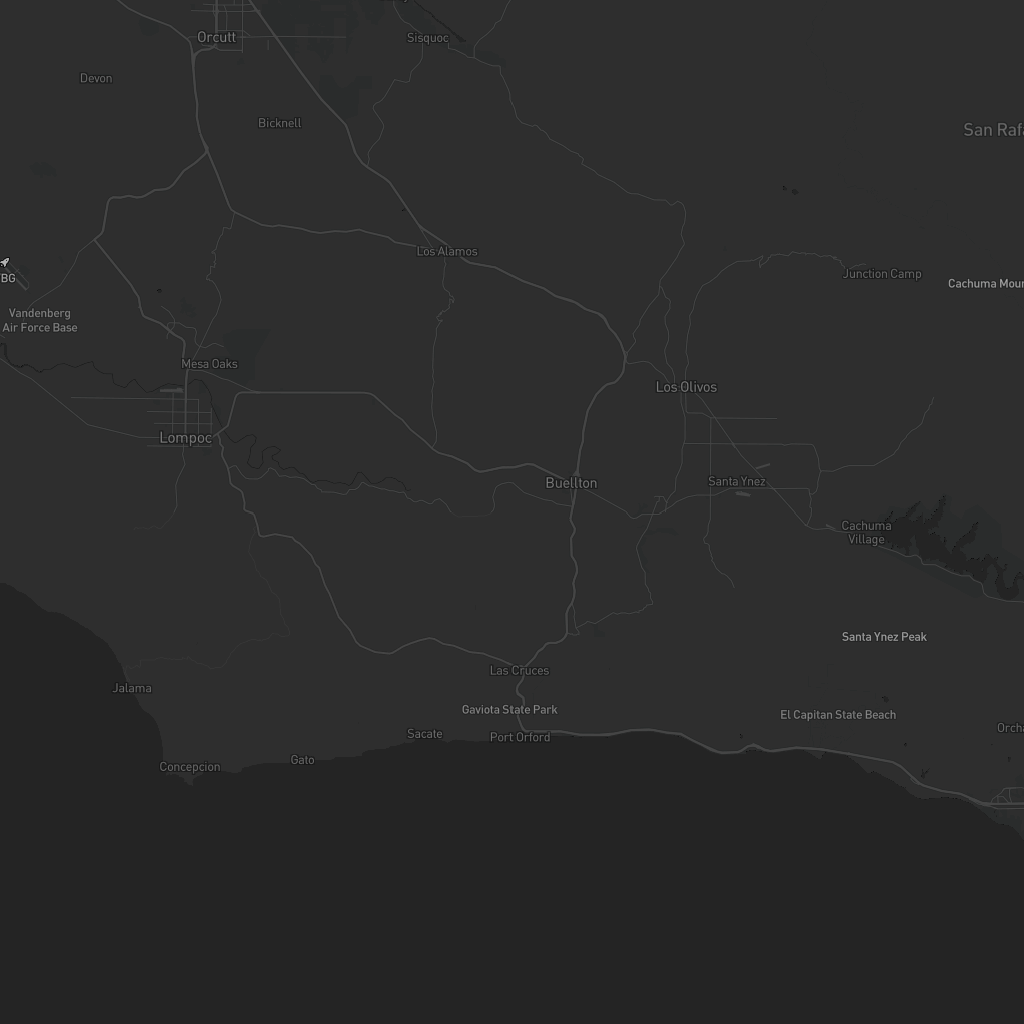 Orcutt
Sisquoc
Devon
Bicknell
San Rafa
Los Alamos
Junction Camp
BG
Cachuma Moun
Vandenberg
Air Force Base
Mesa Oaks
Los Olivos
Lompoc
Buellton
Santa Ynez
Cachuma
Village
Santa Ynez Peak
Las Cruces
Jalama
Gaviota State Park
El Capitan State Beach
Orcha
Sacate
Port Orford
Gato
Concepcion